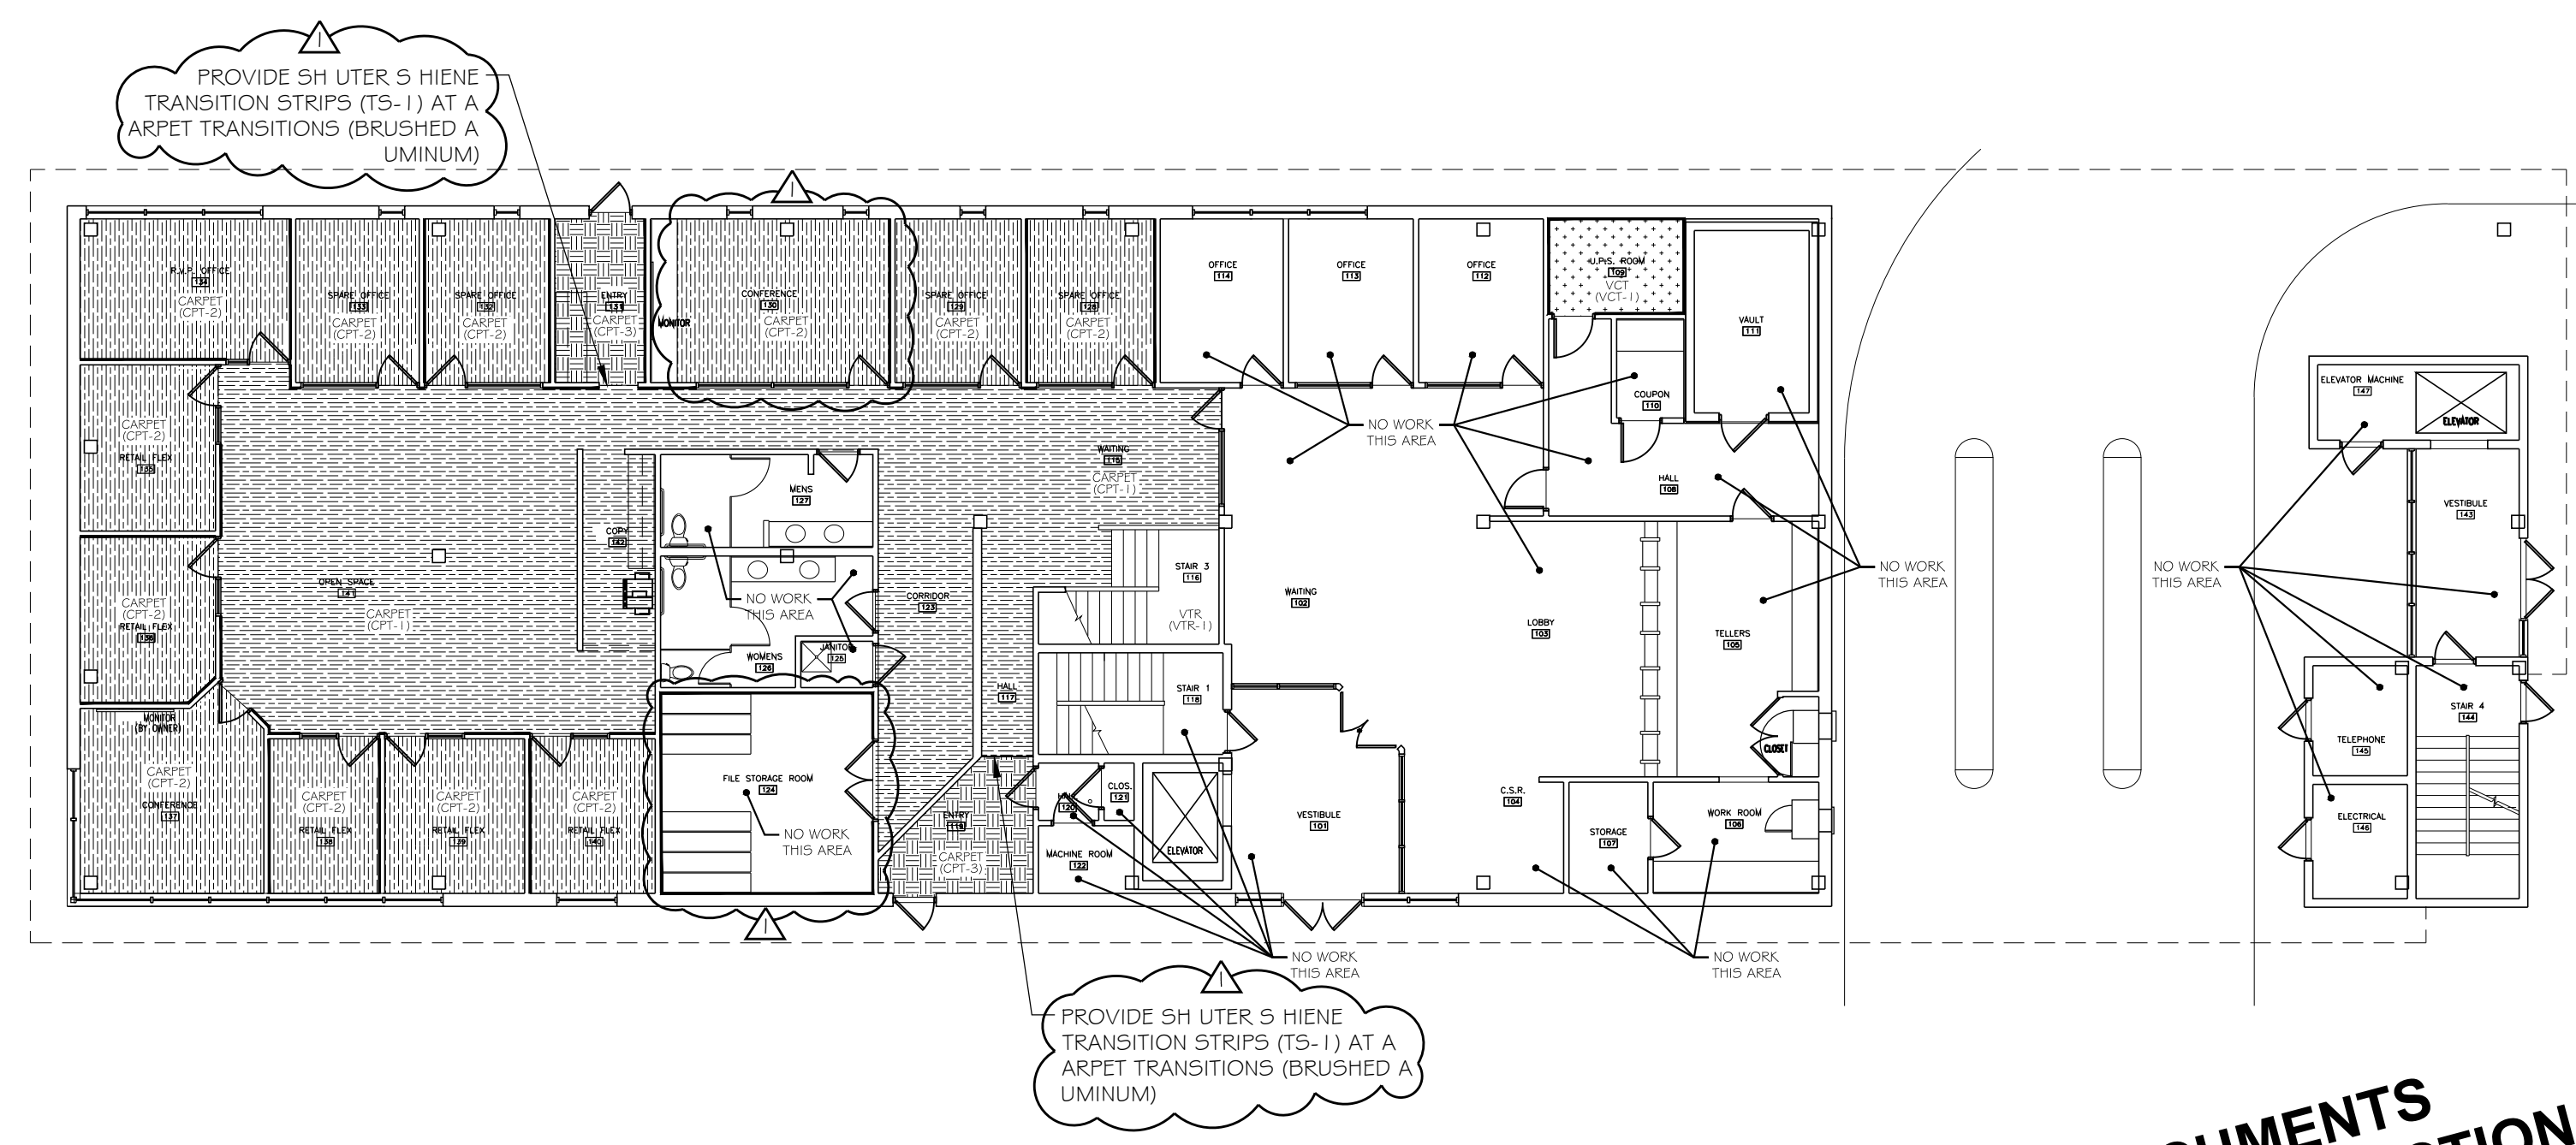 1
PROVIDE SH UTER S HIENE
TRANSITION STRIPS (TS-1) AT A
ARPET TRANSITIONS (BRUSHED A
UMINUM)
1
R.V.P. OFFICE
134
CARPET
(CPT-2)
SPARE OFFICE
133
CARPET
(CPT-2)
SPARE OFFICE
132
CARPET
(CPT-2)
ENTRY
131
CARPET
(CPT-3)
MONITOR
CONFERENCE
130
CARPET
(CPT-2)
SPARE OFFICE
129
CARPET
(CPT-2)
SPARE OFFICE
128
CARPET
(CPT-2)
OFFICE
114
OFFICE
113
OFFICE
112
U.P.S. ROOM
109
VCT
(VCT-1)
VAULT
111
COUPON
110
NO WORK
THIS AREA
ELEVATOR MACHINE
147
ELEVATOR
CARPET
(CPT-2)
RETAIL FLEX
135
WAITING
115
CARPET
(CPT-1)
MENS
127
HALL
108
VESTIBULE
143
COPY
142
OPEN SPACE
141
CARPET
(CPT-1)
CARPET
(CPT-2)
RETAIL FLEX
136
NO WORK
THIS AREA
CORRIDOR
123
STAIR 3
116
VTR
(VTR-1)
WAITING
102
LOBBY
103
TELLERS
105
NO WORK
THIS AREA
NO WORK
THIS AREA
WOMENS
126
JANITOR
125
HALL
117
STAIR 1
118
STAIR 4
144
MONITOR
(BY OWNER)
CARPET
(CPT-2)
CONFERENCE
137
CARPET
(CPT-2)
RETAIL FLEX
138
CARPET
(CPT-2)
RETAIL FLEX
139
CARPET
(CPT-2)
RETAIL FLEX
140
FILE STORAGE ROOM
124
NO WORK
THIS AREA
ENTRY
119
CARPET
(CPT-3)
HALL
120
CLOS.
121
MACHINE ROOM
122
ELEVATOR
VESTIBULE
101
C.S.R.
104
STORAGE
107
WORK ROOM
106
CLOSET
TELEPHONE
145
ELECTRICAL
146
1
NO WORK
THIS AREA
NO WORK
THIS AREA
1
PROVIDE SH UTER S HIENE
TRANSITION STRIPS (TS-1) AT A
ARPET TRANSITIONS (BRUSHED A
UMINUM)